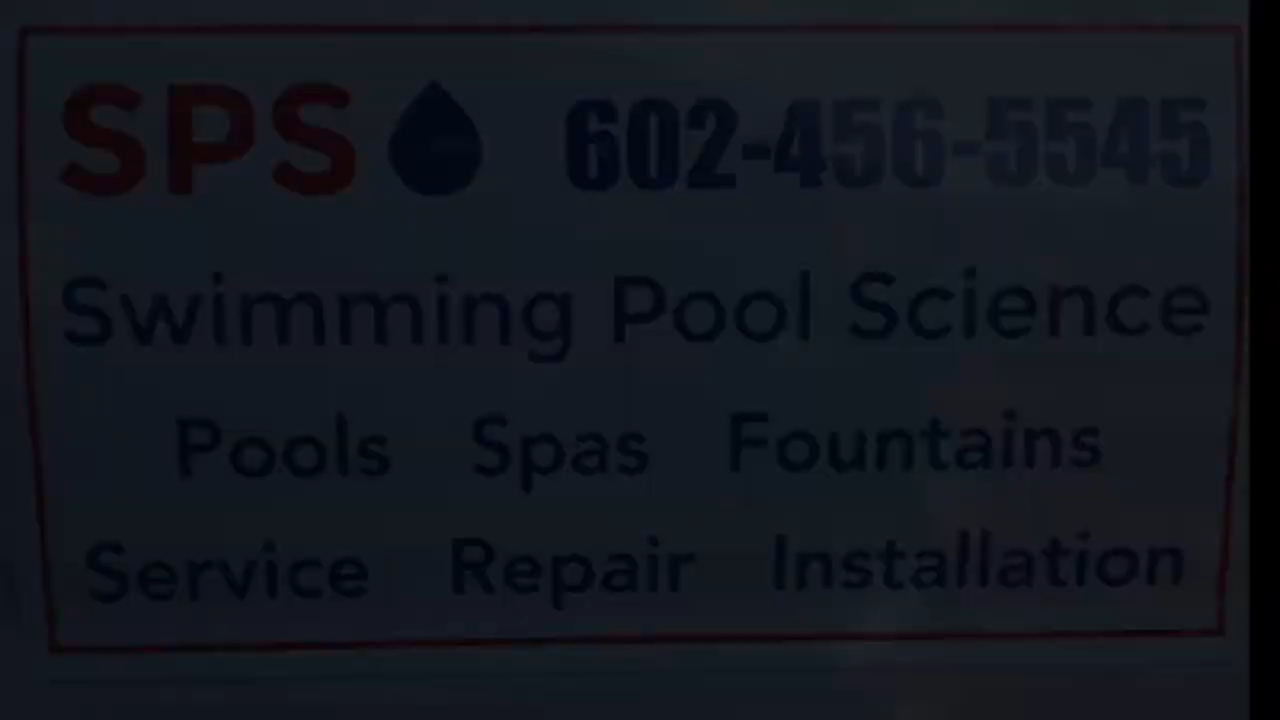 SPS 602-456-5545
Swimming Pool Science
Pools Spas Fountains
Service Repair Installation